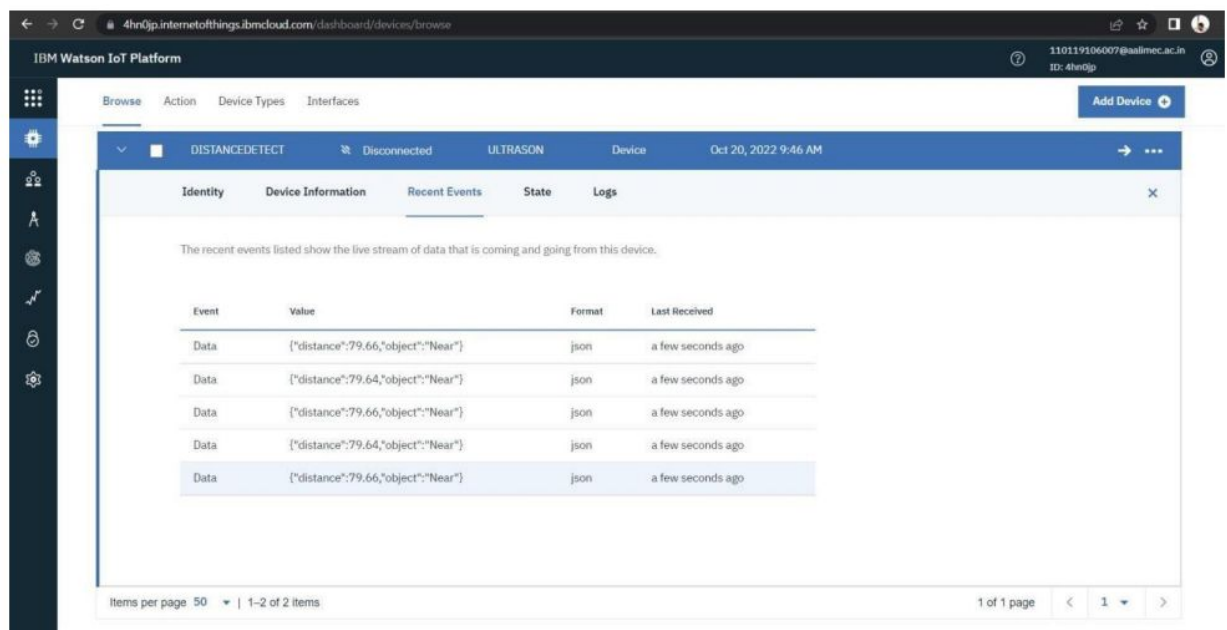 4hn0jp.internetofthings.ibmcloud.com/dashboard/devices/browse
IBM Watson IoT Platform
110119106007@aalimec.ac.in
ID: 4hn0jp
Browse Action Device Types Interfaces
Add Device
DISTANCEDETECT Disconnected ULTRASON Device Oct 20, 2022 9:46 AM
Identity Device Information Recent Events State Logs
The recent events listed show the live stream of data that is coming and going from this device.
Event Value Format Last Received
Data {"distance":79.66,"object":"Near"} json a few seconds ago
Data {"distance":79.64,"object":"Near"} json a few seconds ago
Data {"distance":79.66,"object":"Near"} json a few seconds ago
Data {"distance":79.64,"object":"Near"} json a few seconds ago
Data {"distance":79.66,"object":"Near"} json a few seconds ago
Items per page 50 | 1–2 of 2 items 1 of 1 page 1